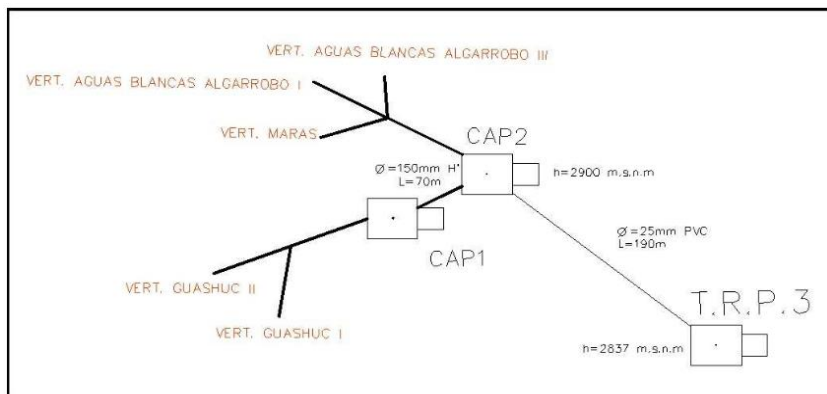 VERT. AGUAS BLANCAS ALGARROBO III
VERT. AGUAS BLANCAS ALGARROBO I
VERT. MARAS
CAP2
Ø=150mm H°
L=70m
h=2900 m.s.n.m
CAP1
Ø=25mm PVC
L=190m
VERT. GUASHUC II
VERT. GUASHUC I
T.R.P.3
h=2837 m.s.n.m